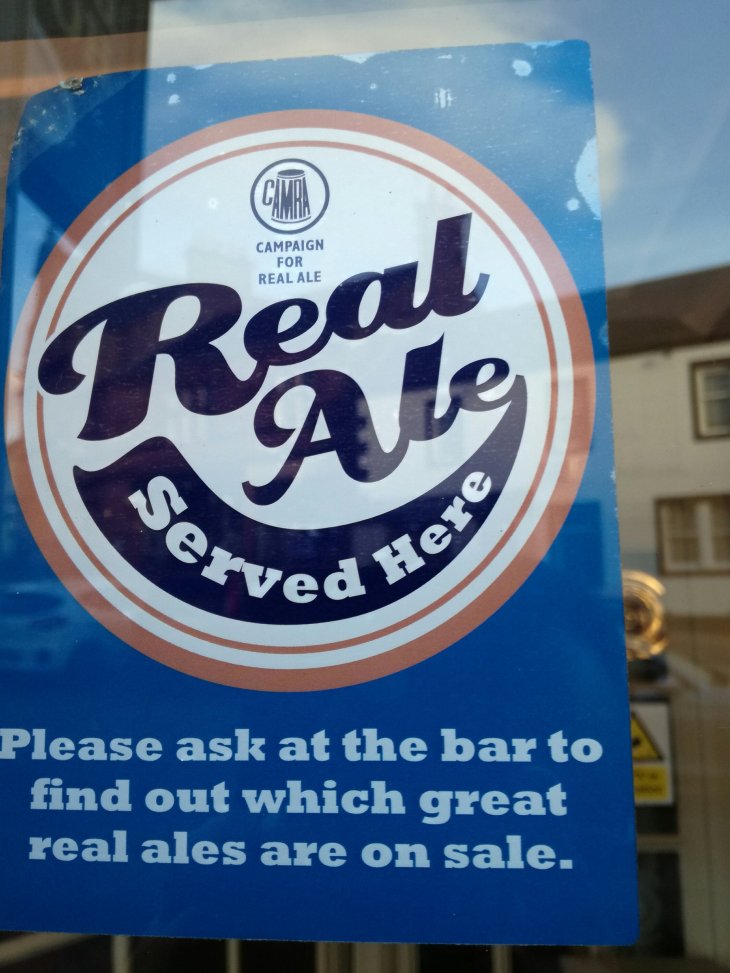 CAMRA
CAMPAIGN
FOR
REAL ALE
Real
Ale
Served Here
Please ask at the bar to
find out which great
real ales are on sale.